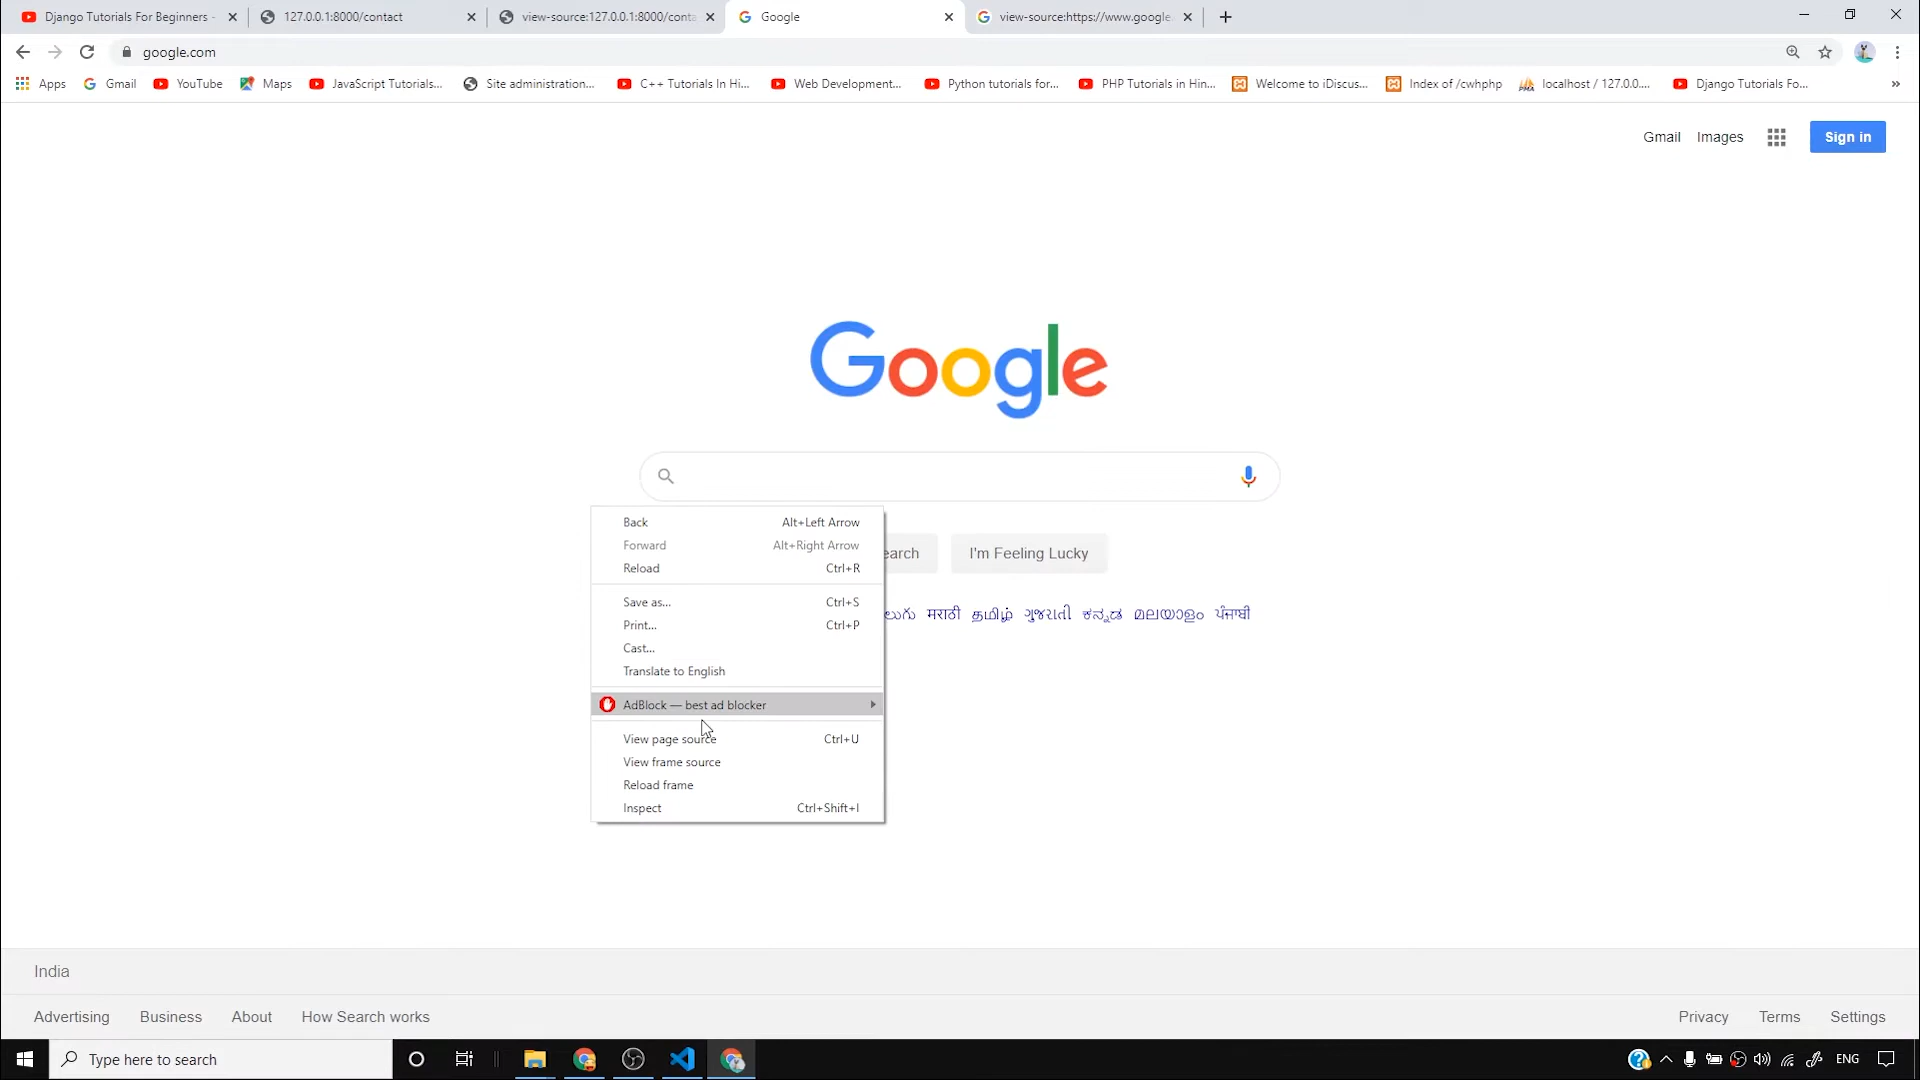 Django Tutorials For Beginners -
127.0.0.1:8000/contact
view-source:127.0.0.1:8000/conta
Google
view-source:https://www.google.
google.com
Apps
Gmail
YouTube
Maps
JavaScript Tutorials...
Site administration...
C++ Tutorials In Hi...
Web Development...
Python tutorials for...
PHP Tutorials in Hin...
Welcome to iDiscus...
Index of /cwhphp
localhost / 127.0.0....
Django Tutorials Fo...
»
Gmail Images
Sign in
Google
Back Alt+Left Arrow
Forward Alt+Right Arrow
Reload Ctrl+R
Save as... Ctrl+S
Print... Ctrl+P
Cast...
Translate to English
AdBlock — best ad blocker
View page source Ctrl+U
View frame source
Reload frame
Inspect Ctrl+Shift+I
earch
I'm Feeling Lucky
లుగు मराठी தமிழ் ગુજરાતી ಕನ್ನಡ മലയാളം ਪੰਜਾਬੀ
India
Advertising Business About How Search works
Privacy Terms Settings
Type here to search
ENG